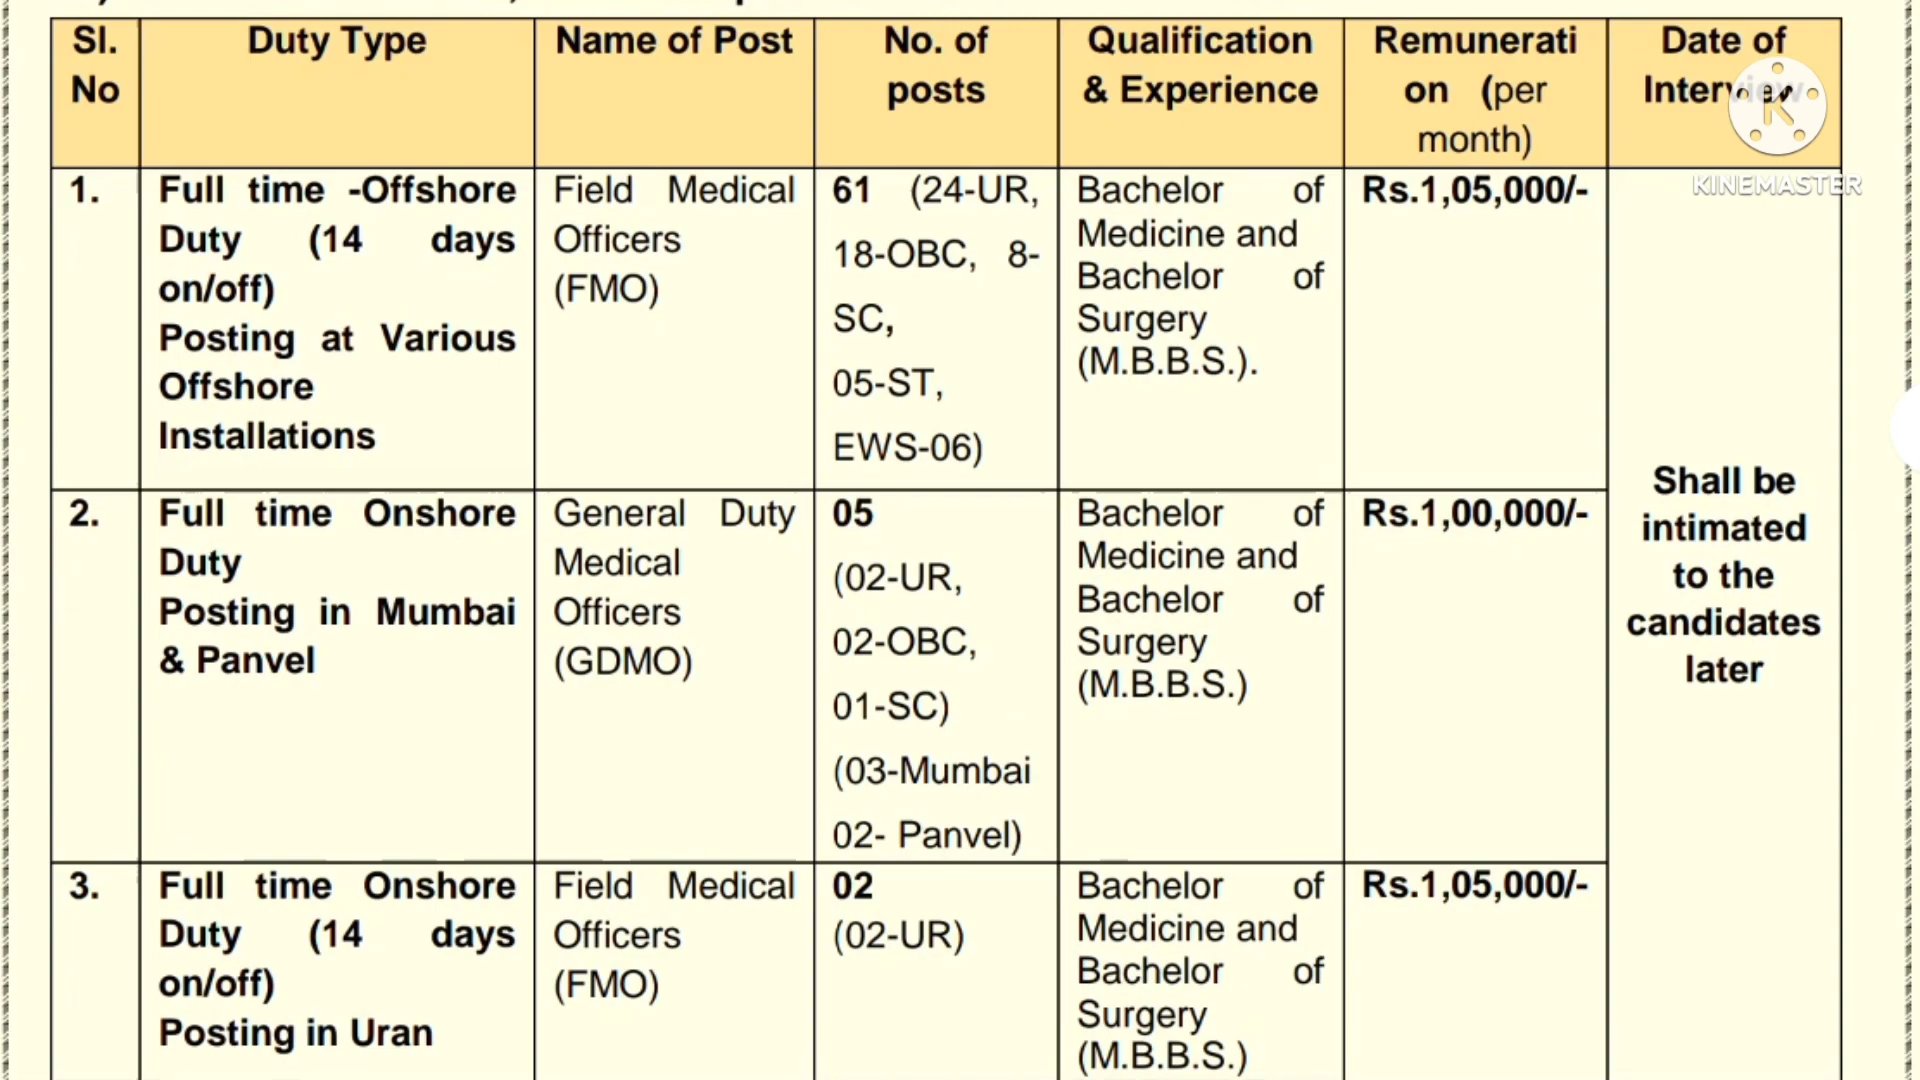 Sl. No
Duty Type
Name of Post
No. of
posts
Qualification
& Experience
Remunerati
on (per
month)
Date of
Interview
KINEMASTER
1.
Full time -Offshore
Duty (14 days
on/off)
Posting at Various
Offshore
Installations
Field Medical
Officers
(FMO)
61 (24-UR,
18-OBC, 8-
SC,
05-ST,
EWS-06)
Bachelor of
Medicine and
Bachelor of
Surgery
(M.B.B.S.).
Rs.1,05,000/-
Shall be
intimated
to the
candidates
later
2.
Full time Onshore
Duty
Posting in Mumbai
& Panvel
General Duty
Medical
Officers
(GDMO)
05
(02-UR,
02-OBC,
01-SC)
(03-Mumbai
02- Panvel)
Bachelor of
Medicine and
Bachelor of
Surgery
(M.B.B.S.)
Rs.1,00,000/-
3.
Full time Onshore
Duty (14 days
on/off)
Posting in Uran
Field Medical
Officers
(FMO)
02
(02-UR)
Bachelor of
Medicine and
Bachelor of
Surgery
(M.B.B.S.)
Rs.1,05,000/-